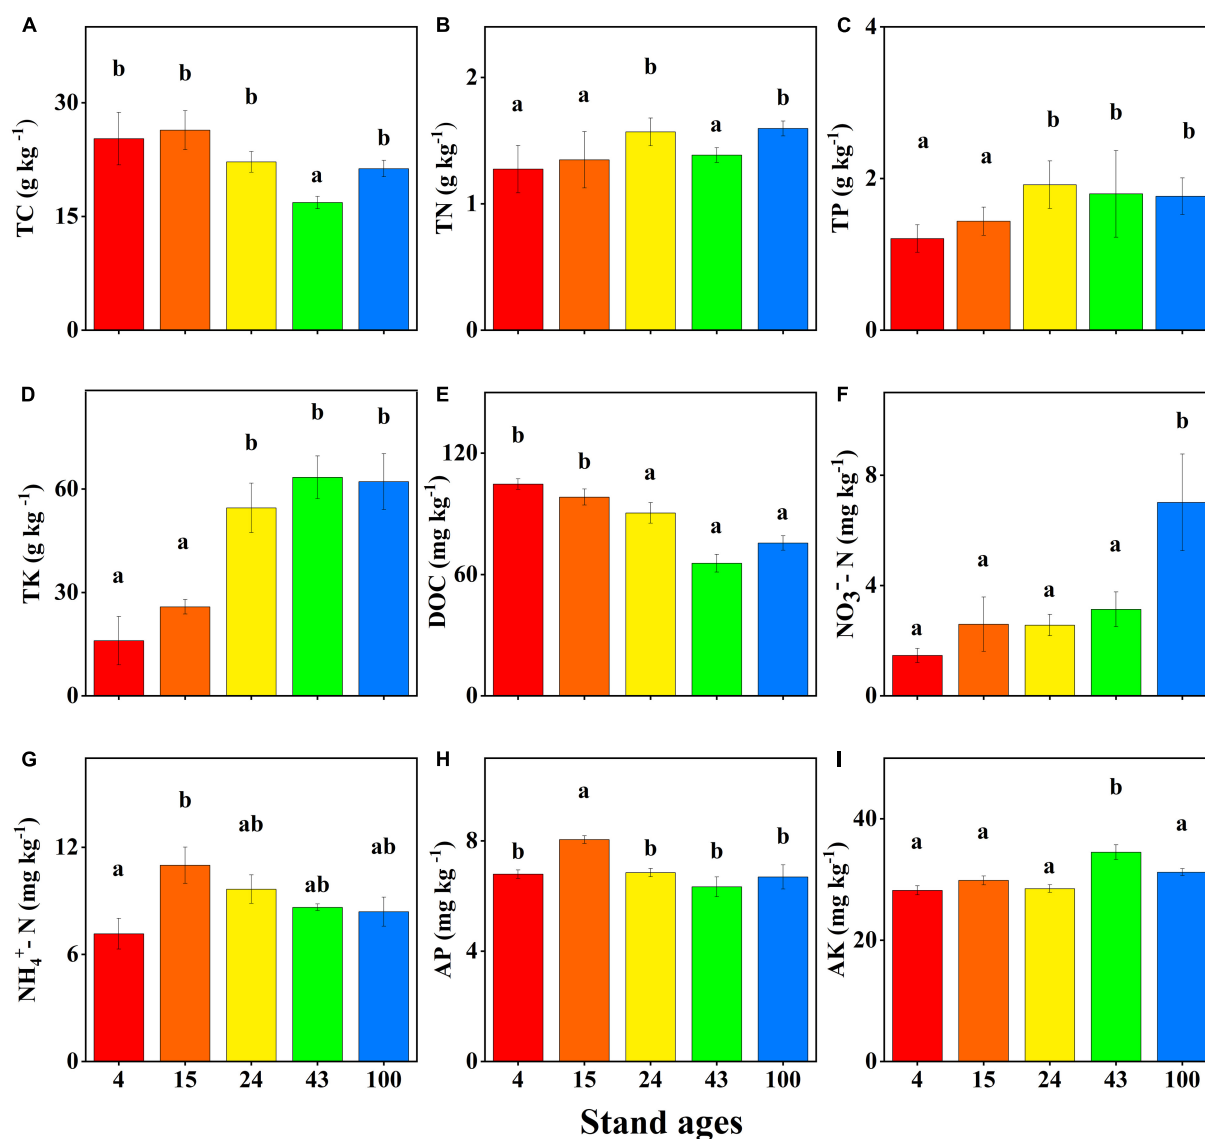 A
TC (g kg⁻¹)
30
15
0
b
b
b
a
b
B
TN (g kg⁻¹)
2
1
0
a
a
b
a
b
C
TP (g kg⁻¹)
4
2
0
a
a
b
b
b
D
TK (g kg⁻¹)
60
30
0
a
a
b
b
b
E
DOC (mg kg⁻¹)
120
60
0
b
b
a
a
a
F
NO₃⁻- N (mg kg⁻¹)
8
4
0
a
a
a
a
b
G
NH₄⁺- N (mg kg⁻¹)
12
6
0
a
b
ab
ab
ab
4 15 24 43 100
H
AP (mg kg⁻¹)
8
4
0
b
a
b
b
b
4 15 24 43 100
I
AK (mg kg⁻¹)
40
20
0
a
a
a
b
a
4 15 24 43 100
Stand ages